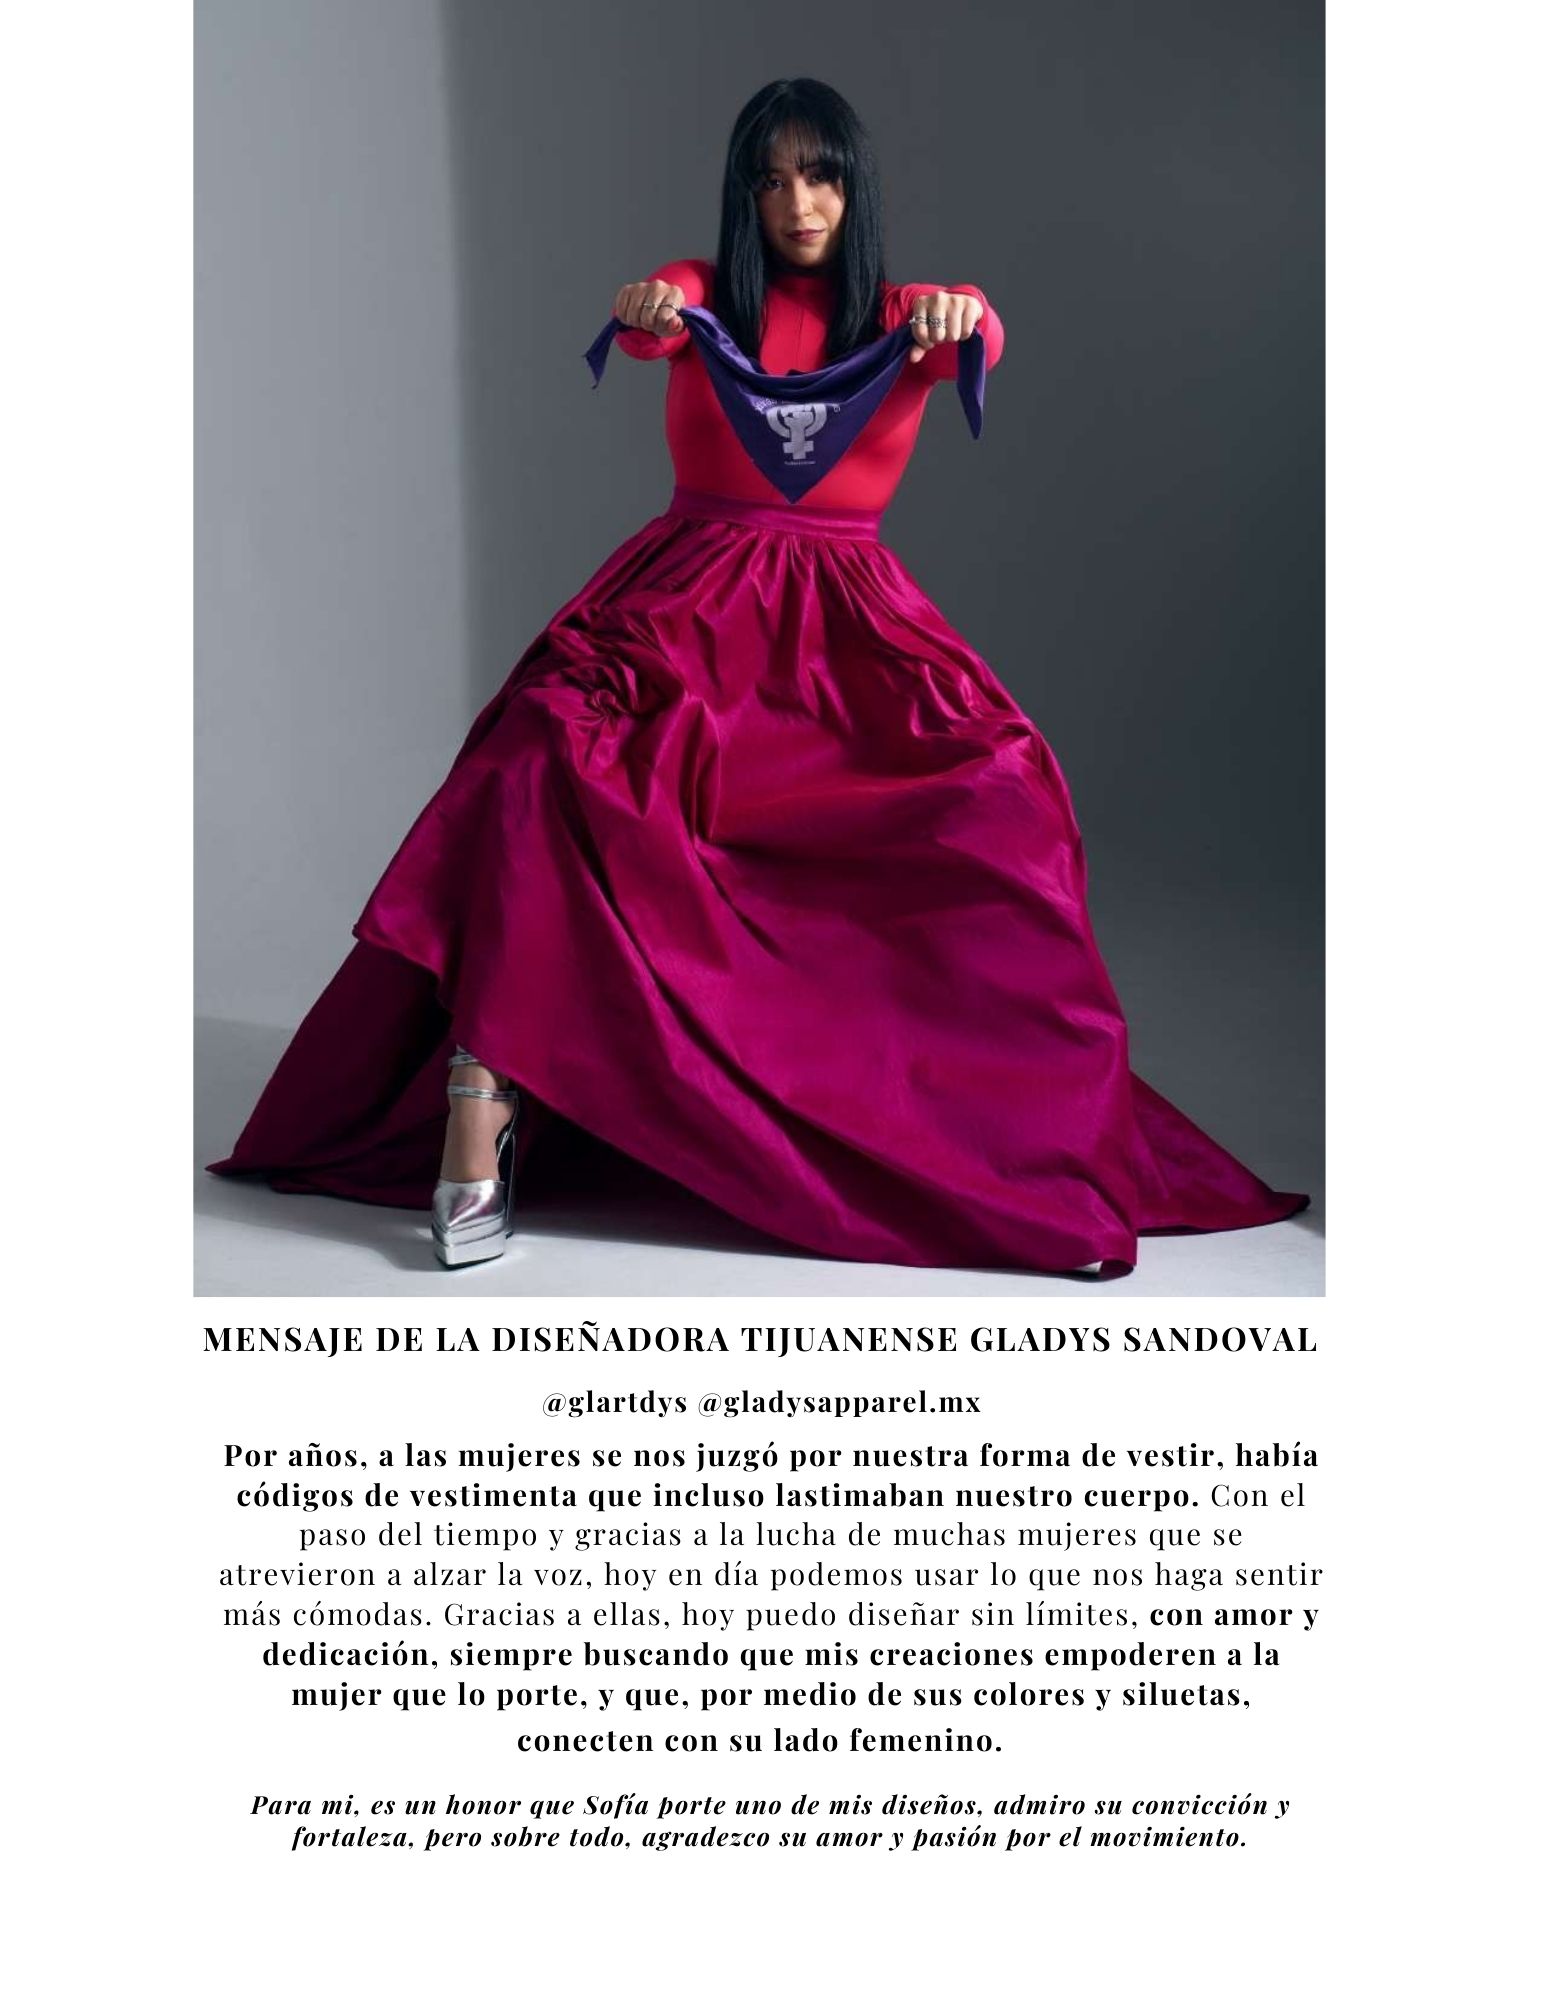 MENSAJE DE LA DISEÑADORA TIJUANENSE GLADYS SANDOVAL
@glartdys @gladysapparel.mx
Por años, a las mujeres se nos juzgó por nuestra forma de vestir, había
códigos de vestimenta que incluso lastimaban nuestro cuerpo. Con el
paso del tiempo y gracias a la lucha de muchas mujeres que se
atrevieron a alzar la voz, hoy en día podemos usar lo que nos haga sentir
más cómodas. Gracias a ellas, hoy puedo diseñar sin límites, con amor y
dedicación, siempre buscando que mis creaciones empoderen a la
mujer que lo porte, y que, por medio de sus colores y siluetas,
conecten con su lado femenino.
Para mi, es un honor que Sofía porte uno de mis diseños, admiro su convicción y
fortaleza, pero sobre todo, agradezco su amor y pasión por el movimiento.